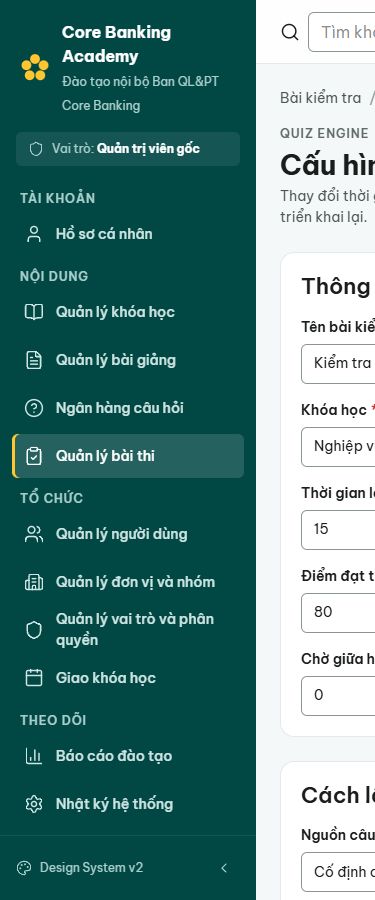 Core Banking
Academy
Đào tạo nội bộ Ban QL&PT
Core Banking
Vai trò: Quản trị viên gốc
TÀI KHOẢN
Hồ sơ cá nhân
NỘI DUNG
Quản lý khóa học
Quản lý bài giảng
Ngân hàng câu hỏi
Quản lý bài thi
TỔ CHỨC
Quản lý người dùng
Quản lý đơn vị và nhóm
Quản lý vai trò và phân
quyền
Giao khóa học
THEO DÕI
Báo cáo đào tạo
Nhật ký hệ thống
Design System v2
Tìm
Bài kiểm tra /
QUIZ ENGINE
Cấu
Thay đổi thời
triển khai lại.
Thông
Tên bài
Kiểm tra
Khóa học *
Nghiệp
Thời gian
15
Điểm đạt
80
Chờ giữa
0
Cách
Nguồn câu
Cố định